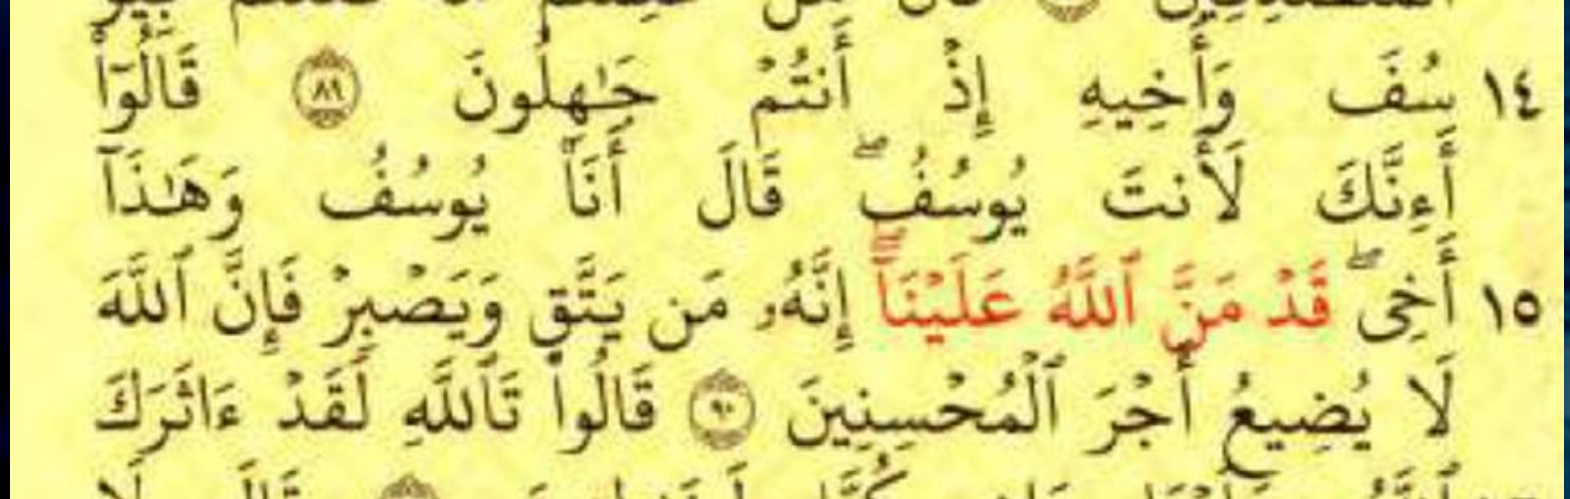 ١٤ سُفَ وَأَخِيهِ إِذْ أَنتُمْ جَٰهِلُونَ ٨٩ قَالُوٓا۟
أَءِنَّكَ لَأَنتَ يُوسُفُ ۖ قَالَ أَنَا۠ يُوسُفُ وَهَٰذَآ
١٥ أَخِى ۖ قَدْ مَنَّ ٱللَّهُ عَلَيْنَآ ۖ إِنَّهُۥ مَن يَتَّقِ وَيَصْبِرْ فَإِنَّ ٱللَّهَ
لَا يُضِيعُ أَجْرَ ٱلْمُحْسِنِينَ ٩٠ قَالُوا۟ تَٱللَّهِ لَقَدْ ءَاثَرَكَ